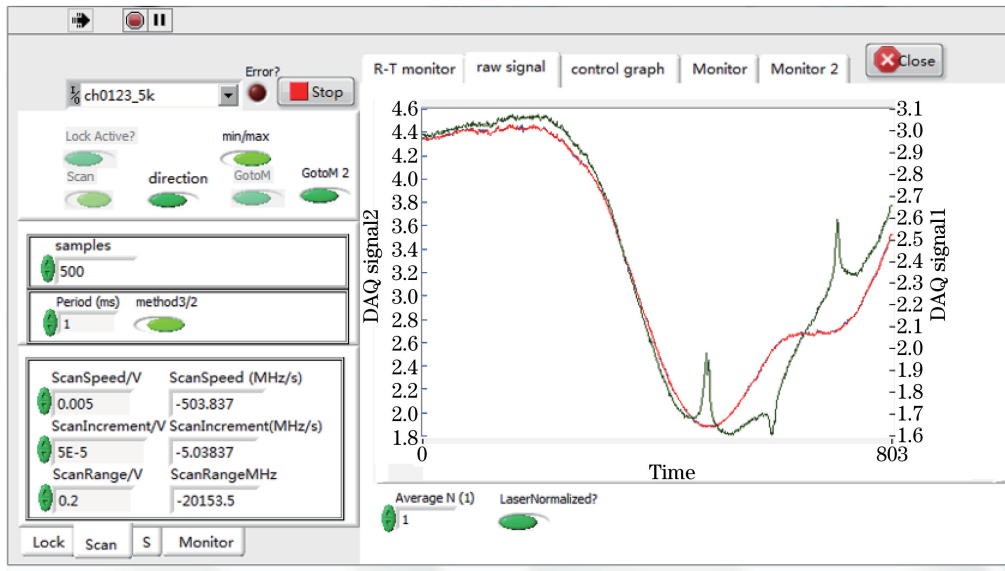 Error?
ch0123_5k
Stop
Lock Active?
min/max
Scan
direction
GotoM
GotoM 2
samples
500
Period (ms)
method3/2
1
ScanSpeed/V
ScanSpeed (MHz/s)
0.005
-503.837
ScanIncrement/V
ScanIncrement(MHz/s)
5E-5
-5.03837
ScanRange/V
ScanRangeMHz
0.2
-20153.5
Lock
Scan
S
Monitor
R-T monitor
raw signal
control graph
Monitor
Monitor 2
Close
DAQ signal2
4.6
4.4
4.2
4.0
3.8
3.6
3.4
3.2
3.0
2.8
2.6
2.4
2.2
2.0
1.8
3.1
3.0
2.9
2.8
2.7
2.6
2.5
2.4
2.3
2.2
2.1
2.0
1.9
1.8
1.7
1.6
DAQ signal1
0
803
Time
Average N (1)
LaserNormalized?
1